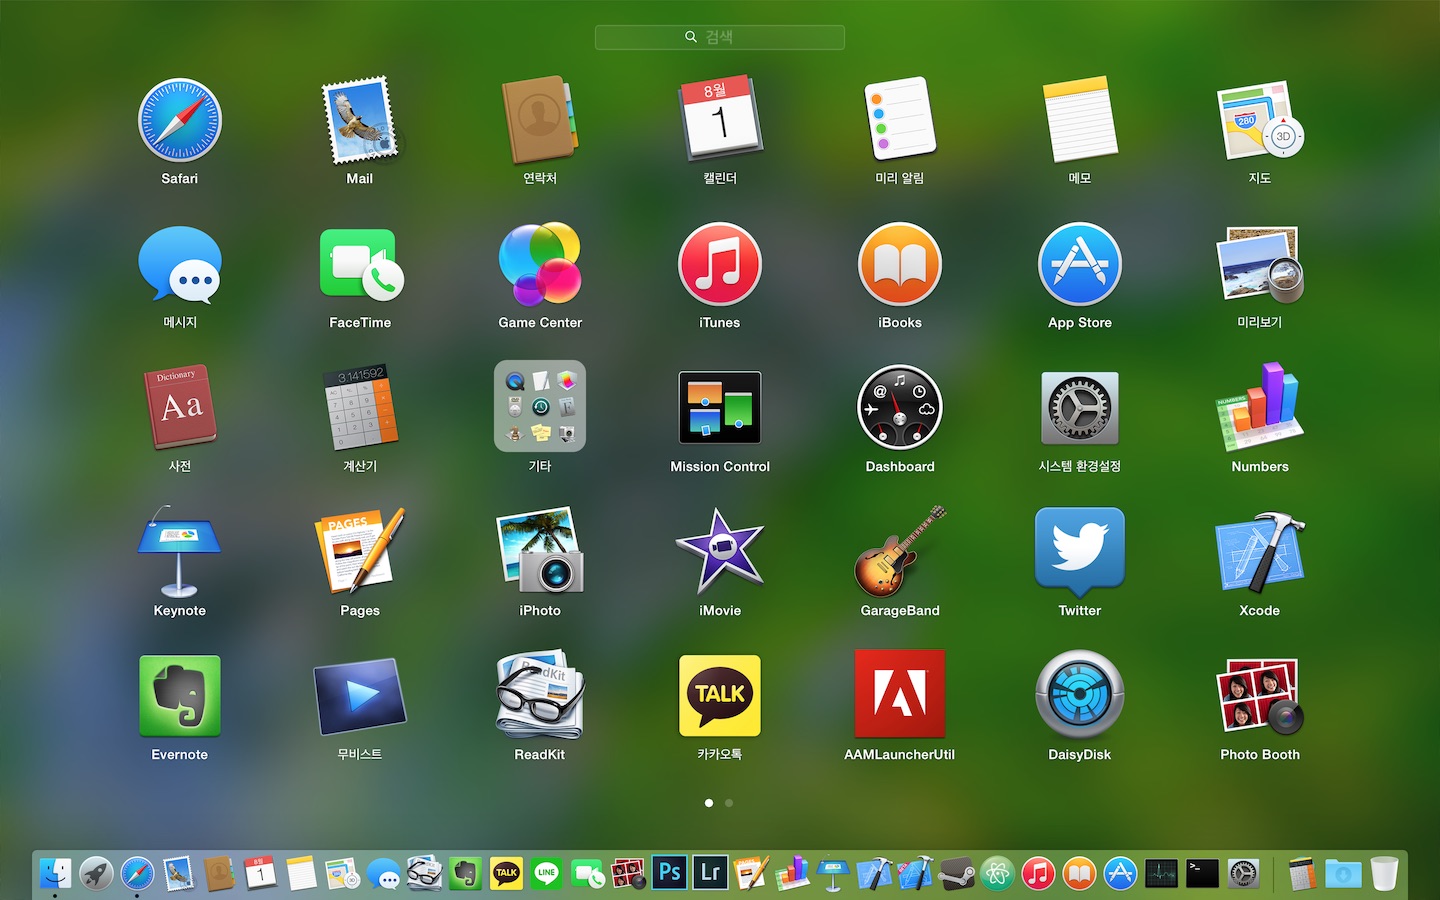 검색
8월
1
280
3D
Safari
Mail
연락처
캘린더
미리 알림
메모
지도
메시지
FaceTime
Game Center
iTunes
iBooks
App Store
미리보기
Dictionary
Aa
3.141592
NUMBERS
사전
계산기
기타
Mission Control
Dashboard
시스템 환경설정
Numbers
PAGES
Keynote
Pages
iPhoto
iMovie
GarageBand
Twitter
Xcode
TALK
Evernote
무비스트
ReadKit
카카오톡
AAMLauncherUtil
DaisyDisk
Photo Booth
8월
1
TALK
LINE
Ps
Lr